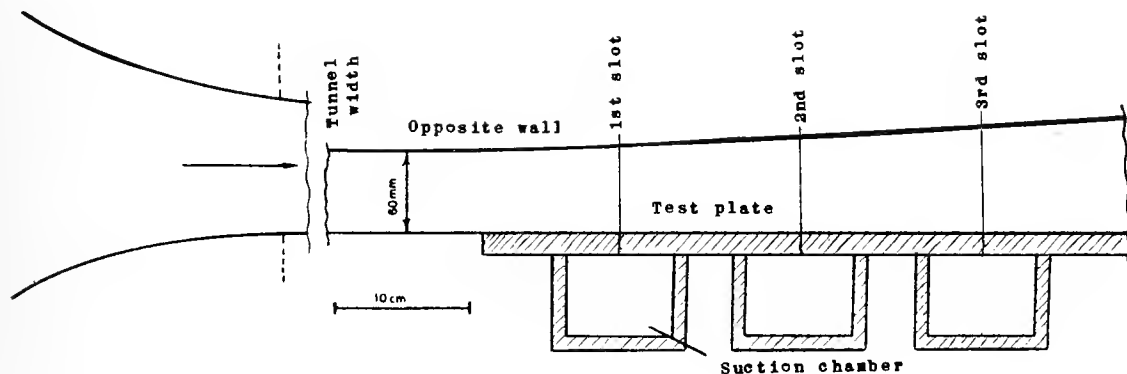 Tunnel
width
Opposite wall
1st slot
2nd slot
3rd slot
60mm
Test plate
10cm
Suction chamber